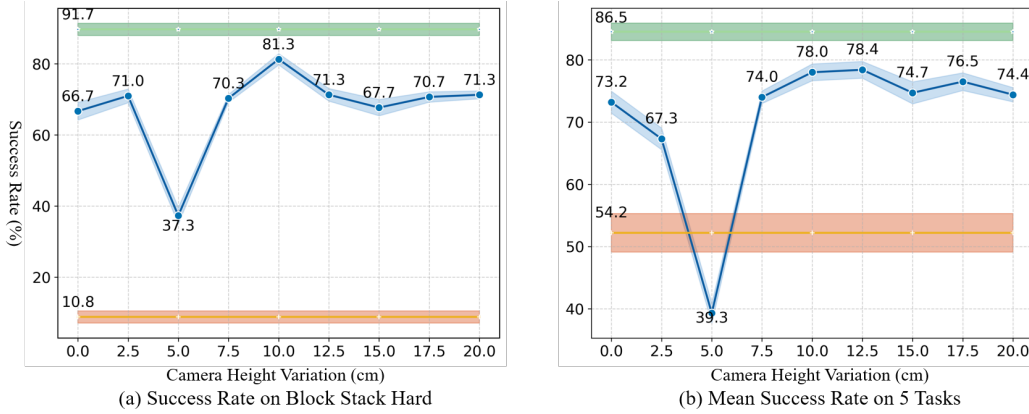 91.7
66.7 71.0 37.3 70.3 81.3 71.3 67.7 70.7 71.3
10.8
80
60
40
20
Success Rate (%)
0.0 2.5 5.0 7.5 10.0 12.5 15.0 17.5 20.0
Camera Height Variation (cm)
(a) Success Rate on Block Stack Hard
86.5
73.2 67.3 39.3 74.0 78.0 78.4 74.7 76.5 74.4
54.2
80
70
60
50
40
0.0 2.5 5.0 7.5 10.0 12.5 15.0 17.5 20.0
Camera Height Variation (cm)
(b) Mean Success Rate on 5 Tasks